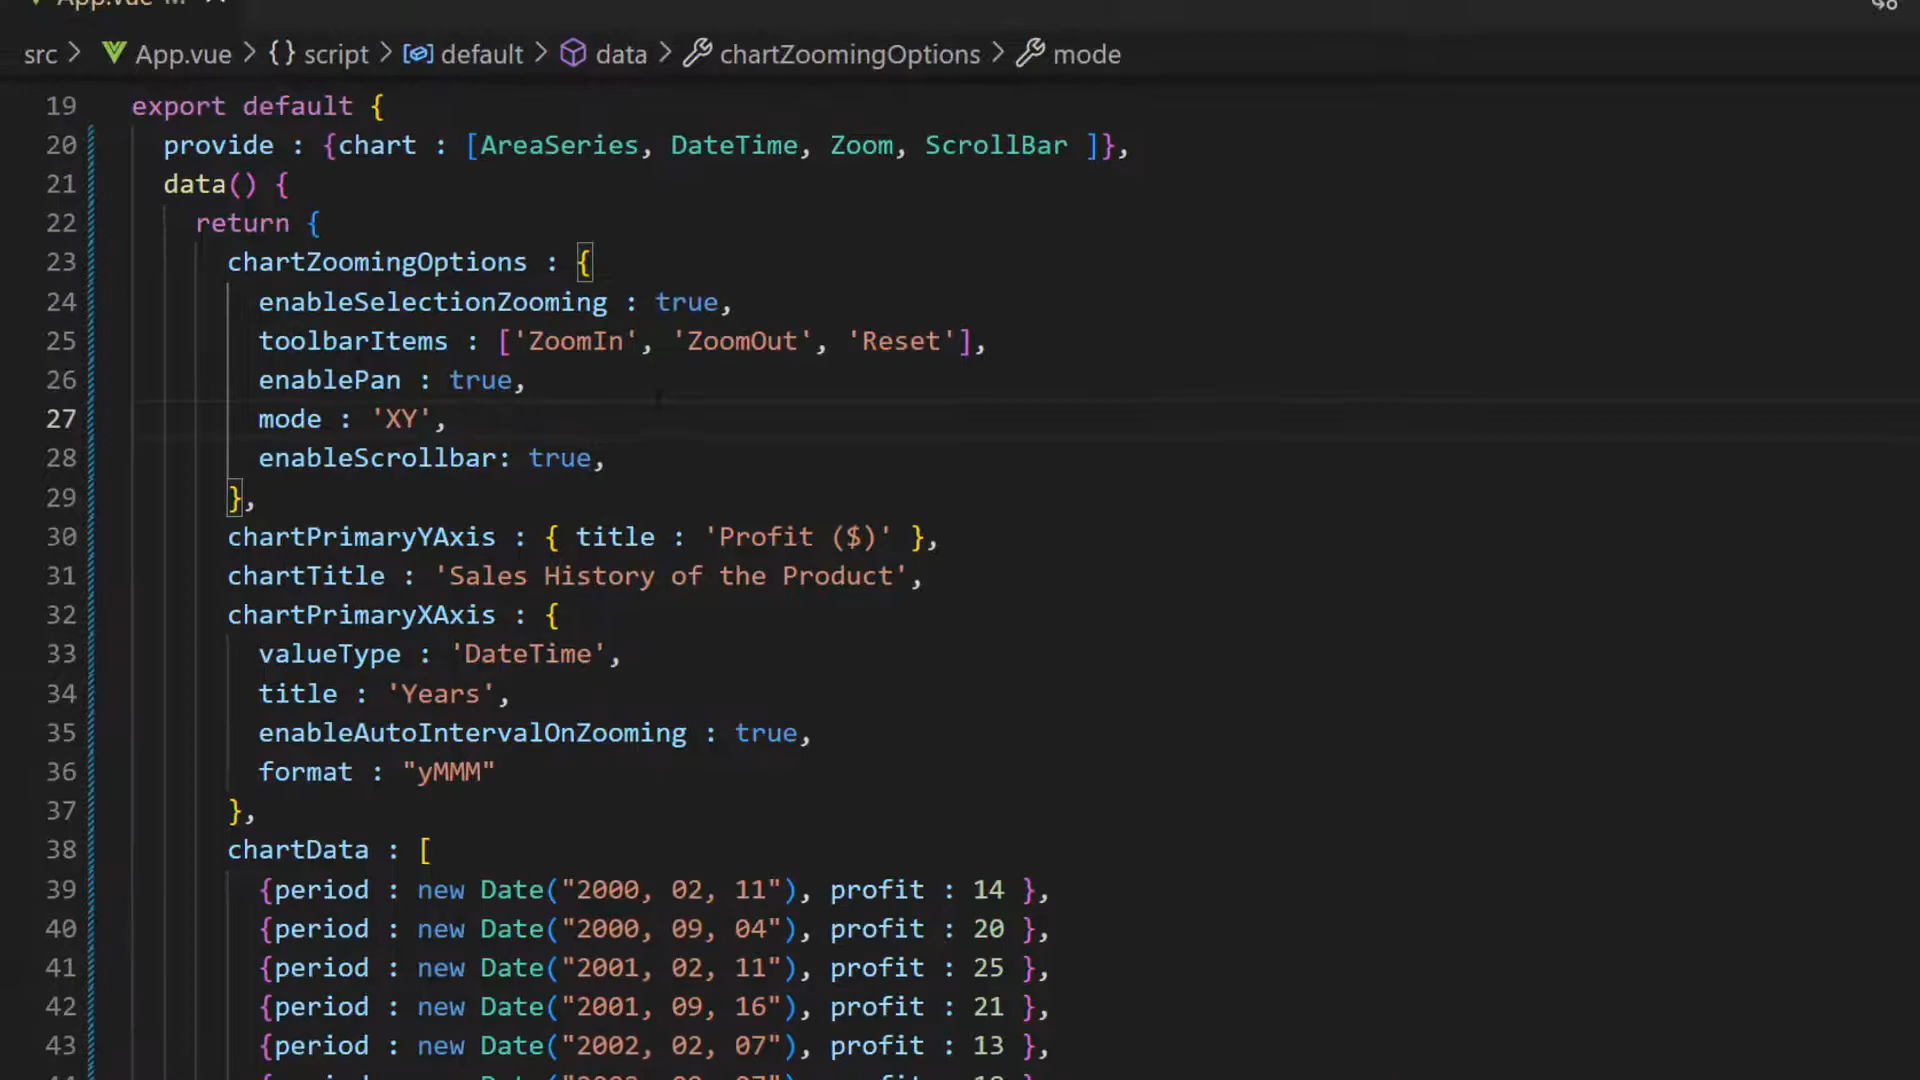 App.vue M
src > App.vue > {} script > default > data > chartZoomingOptions > mode
19 export default {
20 provide : {chart : [AreaSeries, DateTime, Zoom, ScrollBar ]},
21 data() {
22 return {
23 chartZoomingOptions : {
24 enableSelectionZooming : true,
25 toolbarItems : ['ZoomIn', 'ZoomOut', 'Reset'],
26 enablePan : true,
27 mode : 'XY',
28 enableScrollbar: true,
29 },
30 chartPrimaryYAxis : { title : 'Profit ($)' },
31 chartTitle : 'Sales History of the Product',
32 chartPrimaryXAxis : {
33 valueType : 'DateTime',
34 title : 'Years',
35 enableAutoIntervalOnZooming : true,
36 format : "yMMM"
37 },
38 chartData : [
39 {period : new Date("2000, 02, 11"), profit : 14 },
40 {period : new Date("2000, 09, 04"), profit : 20 },
41 {period : new Date("2001, 02, 11"), profit : 25 },
42 {period : new Date("2001, 09, 16"), profit : 21 },
43 {period : new Date("2002, 02, 07"), profit : 13 },